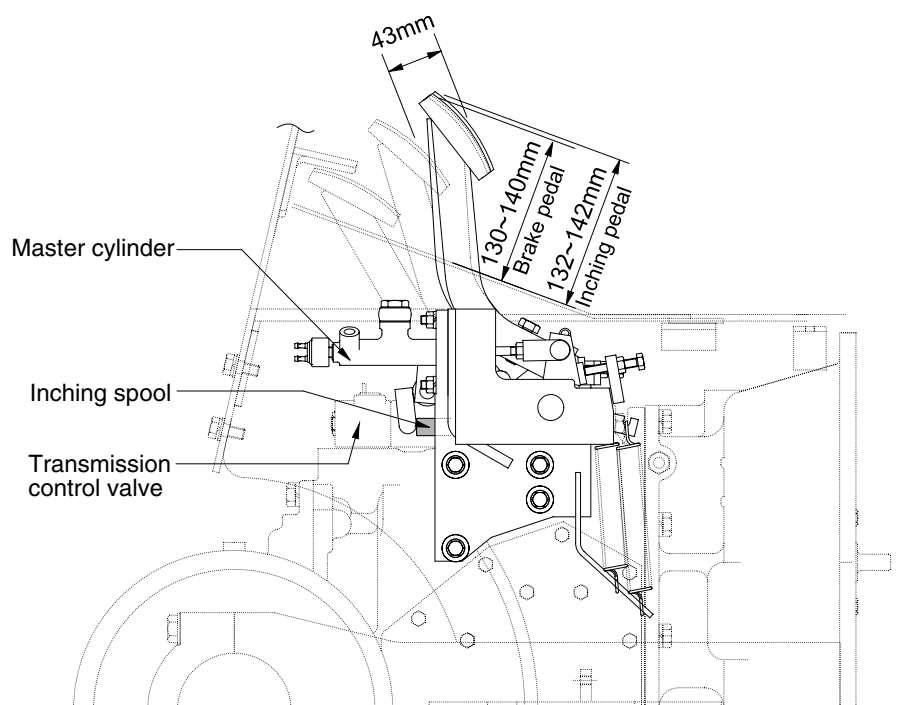 43mm
130~140mm
Brake pedal
132~142mm
Inching pedal
Master cylinder
Inching spool
Transmission
control valve